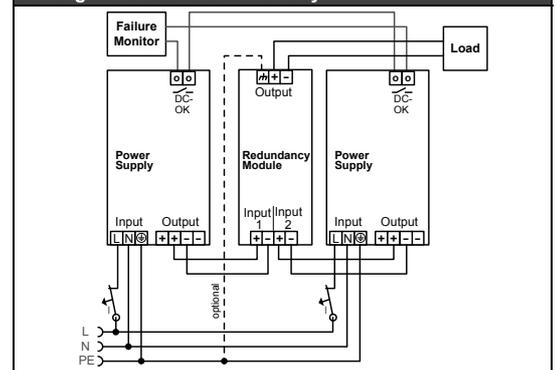 Failure
Monitor
Load
+ -
Output
DC-
OK
DC-
OK
Power
Supply
Redundancy
Module
Power
Supply
Input
Output
Input
1
Input
2
Input
Output
L N
+ + - -
+ - + -
L N
+ + - -
I
I
optional
L
N
PE